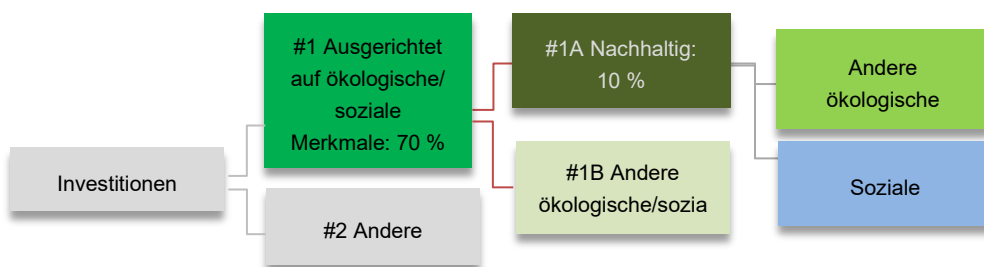 Investitionen
#1 Ausgerichtet
auf ökologische/
soziale
Merkmale: 70 %
#2 Andere
#1A Nachhaltig:
10 %
#1B Andere
ökologische/sozia
Andere
ökologische
Soziale